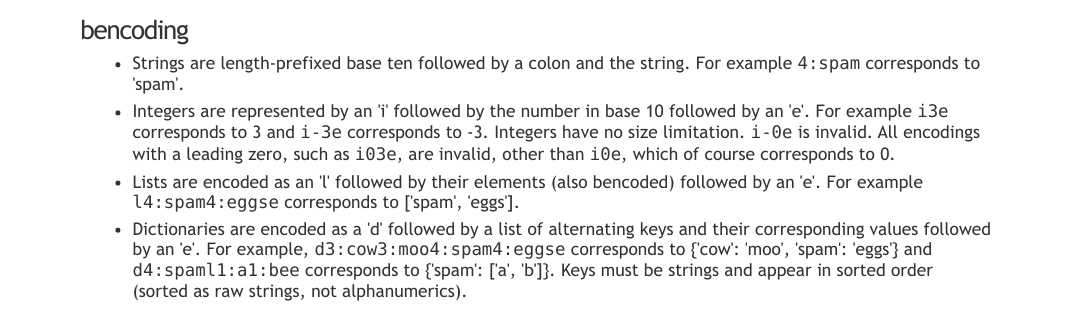 bencoding
• Strings are length-prefixed base ten followed by a colon and the string. For example 4:spam corresponds to
'spam'.
• Integers are represented by an 'i' followed by the number in base 10 followed by an 'e'. For example i3e
corresponds to 3 and i-3e corresponds to -3. Integers have no size limitation. i-0e is invalid. All encodings
with a leading zero, such as i03e, are invalid, other than i0e, which of course corresponds to 0.
• Lists are encoded as an 'l' followed by their elements (also bencoded) followed by an 'e'. For example
l4:spam4:eggse corresponds to ['spam', 'eggs'].
• Dictionaries are encoded as a 'd' followed by a list of alternating keys and their corresponding values followed
by an 'e'. For example, d3:cow3:moo4:spam4:eggse corresponds to {'cow': 'moo', 'spam': 'eggs'} and
d4:spaml1:a1:bee corresponds to {'spam': ['a', 'b']}. Keys must be strings and appear in sorted order
(sorted as raw strings, not alphanumerics).